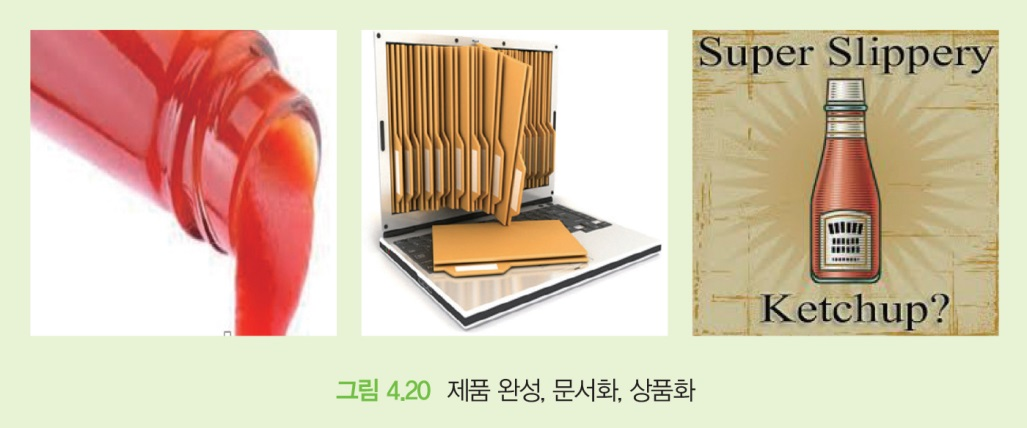 Super Slippery
Ketchup?
그림 4.20 제품 완성, 문서화, 상품화